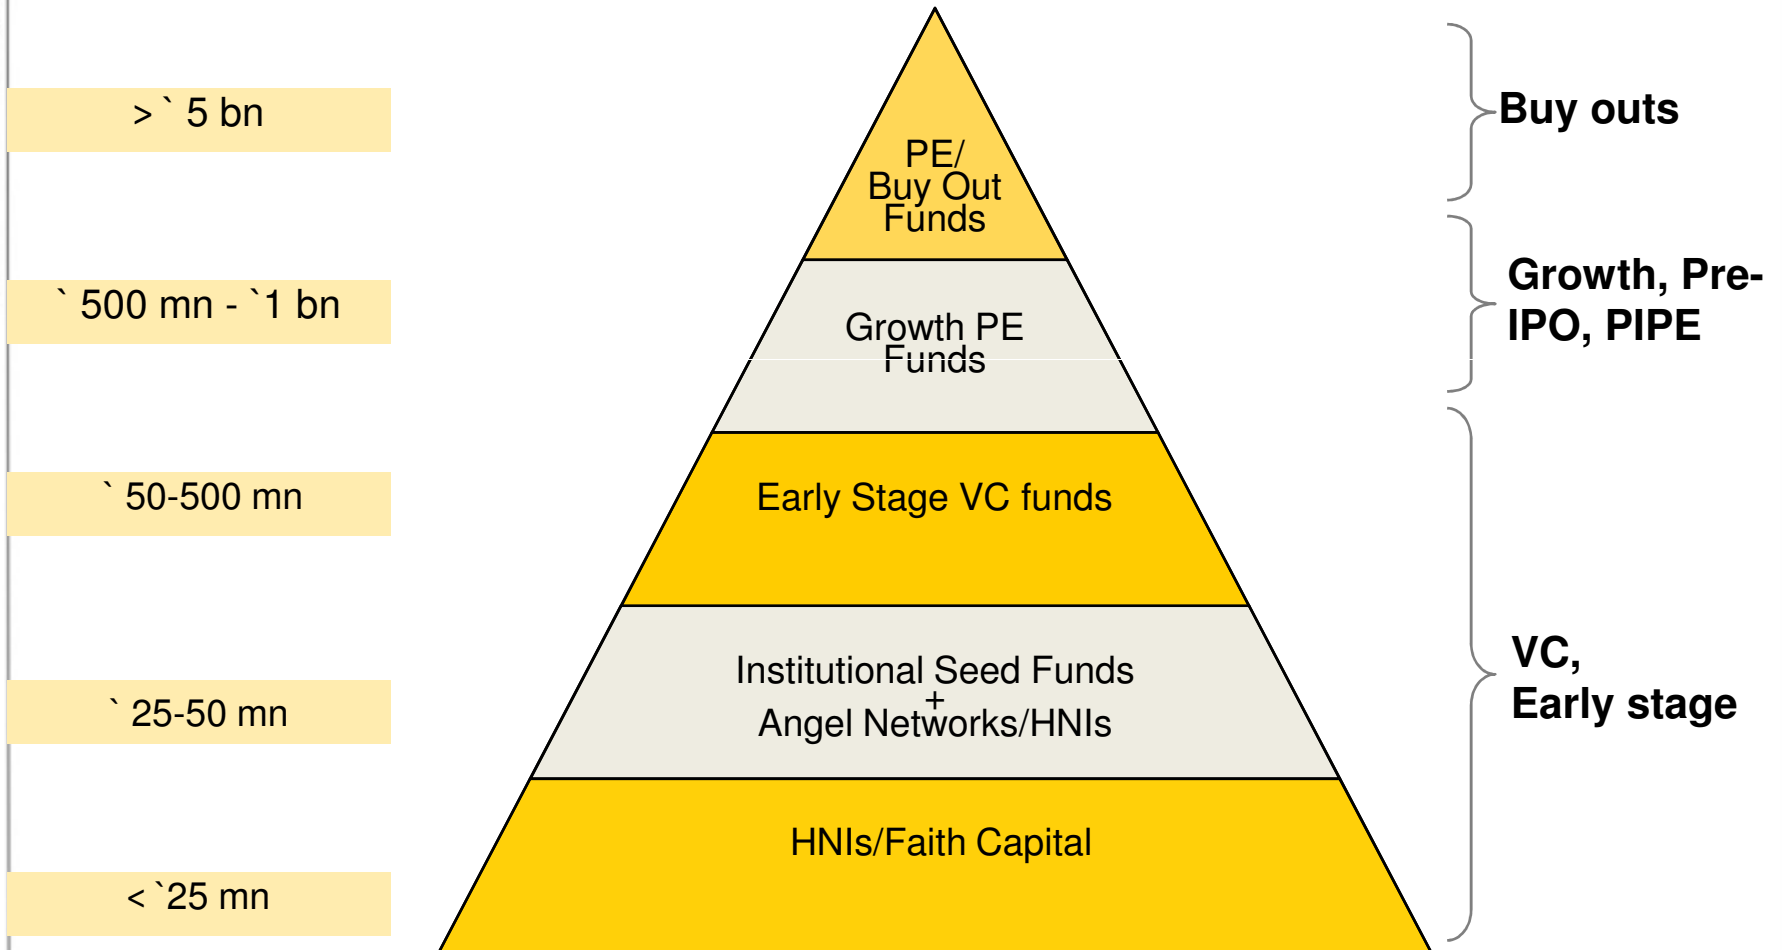 > ` 5 bn
` 500 mn - `1 bn
` 50-500 mn
` 25-50 mn
< `25 mn
PE/
Buy Out
Funds
Growth PE
Funds
Early Stage VC funds
Institutional Seed Funds
+
Angel Networks/HNIs
HNIs/Faith Capital
Buy outs
Growth, Pre-
IPO, PIPE
VC,
Early stage